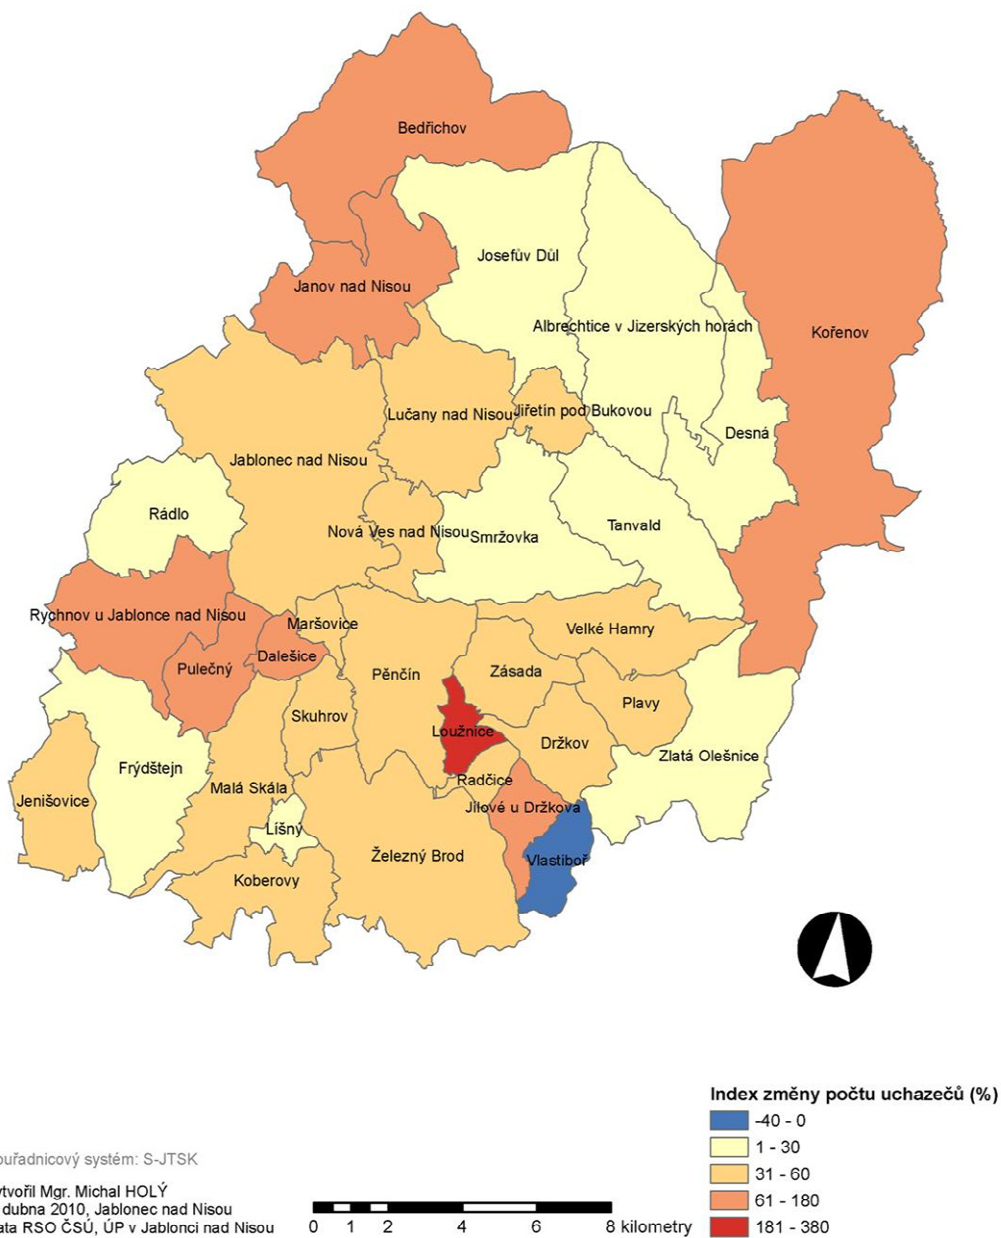 Bedřichov
Josefův Důl
Janov nad Nisou
Albrechtice v Jizerských horách
Kořenov
Lučany nad Nisou
Jiřetín pod Bukovou
Desná
Jablonec nad Nisou
Rádlo
Nová Ves nad Nisou
Smržovka
Tanvald
Rychnov u Jablonce nad Nisou
Maršovice
Velké Hamry
Dalešice
Pulečný
Pěnčín
Zásada
Plavy
Skuhrov
Loužnice
Držkov
Zlatá Olešnice
Frýdštejn
Radčice
Malá Skála
Jenišovice
Jílové u Držkova
Líšný
Železný Brod
Vlastiboř
Koberovy
Index změny počtu uchazečů (%)
-40 - 0
1 - 30
31 - 60
61 - 180
181 - 380
ouřadnicový systém: S-JTSK
ytvořil Mgr. Michal HOLÝ
dubna 2010, Jablonec nad Nisou
ata RSO ČSÚ, ÚP v Jablonci nad Nisou
0 1 2 4 6 8 kilometry